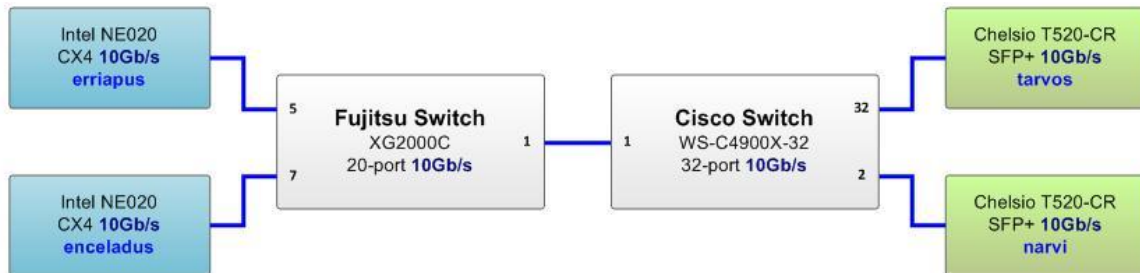 Intel NE020
CX4 10Gb/s
erriapus
Intel NE020
CX4 10Gb/s
enceladus
5
7
Fujitsu Switch
XG2000C
20-port 10Gb/s
1
1
Cisco Switch
WS-C4900X-32
32-port 10Gb/s
32
2
Chelsio T520-CR
SFP+ 10Gb/s
tarvos
Chelsio T520-CR
SFP+ 10Gb/s
narvi